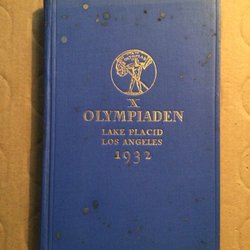 X
OLYMPIADEN
LAKE PLACID
LOS ANGELES
1932